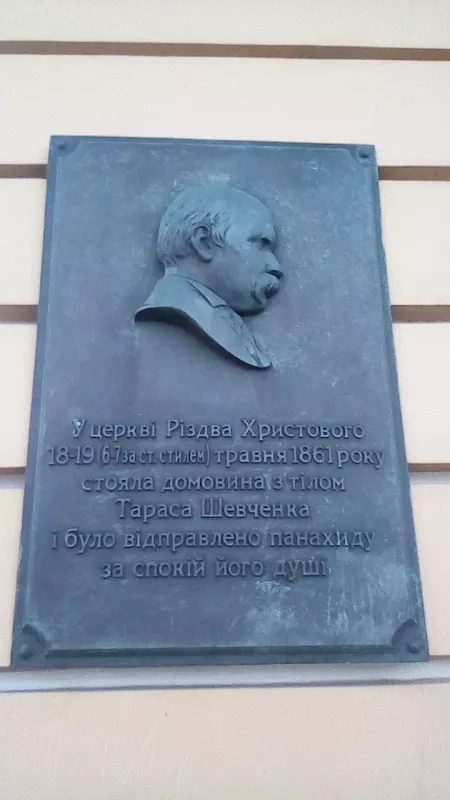 У церкві Різдва Христового
18-19 (6-7 за ст. стилем) травня 1861 року
стояла домовина з тілом
Тараса Шевченка
і було відправлено панахиду
за спокій його душі